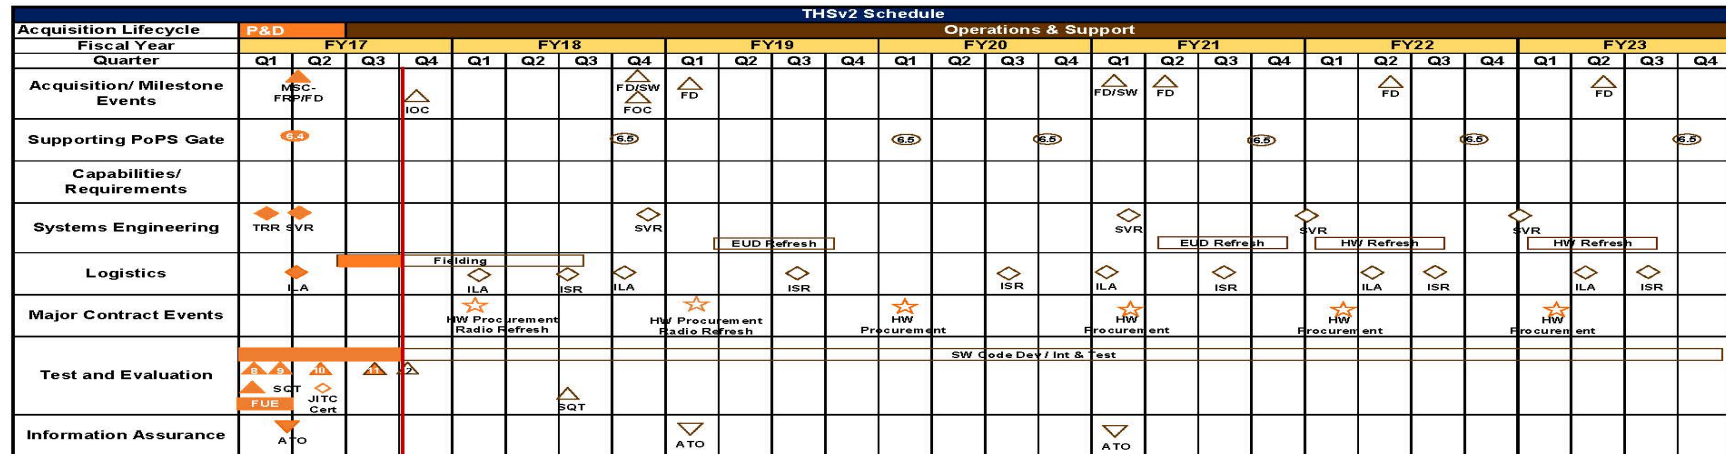 THSv2 Schedule
Acquisition Lifecycle P&D Operations & Support
Fiscal Year FY17 FY18 FY19 FY20 FY21 FY22 FY23
Quarter Q1 Q2 Q3 Q4 Q1 Q2 Q3 Q4 Q1 Q2 Q3 Q4 Q1 Q2 Q3 Q4 Q1 Q2 Q3 Q4 Q1 Q2 Q3 Q4 Q1 Q2 Q3 Q4
Acquisition/ Milestone
Events
MSC-
FRP/FD
IOC
FD/SW
FOC
FD
FD/SW
FD
FD
FD
Supporting PoPS Gate
6.4 6.5 6.5 6.5 6.5 6.5 6.5
Capabilities/
Requirements
Systems Engineering
TRR SVR SVR SVR SVR SVR
EUD Refresh EUD Refresh HW Refresh HW Refresh
Logistics
Fielding
ILA ILA ISR ILA ISR ISR ILA ISR ILA ISR ILA ISR
Major Contract Events
HW Procurement
Radio Refresh
HW Procurement
Radio Refresh
HW
Procurement
HW
Procurement
HW
Procurement
HW
Procurement
Test and Evaluation
SW Code Dev / Int & Test
8 9 10 11
SQT
JITC
Cert
FUE
SQT
Information Assurance
ATO ATO ATO